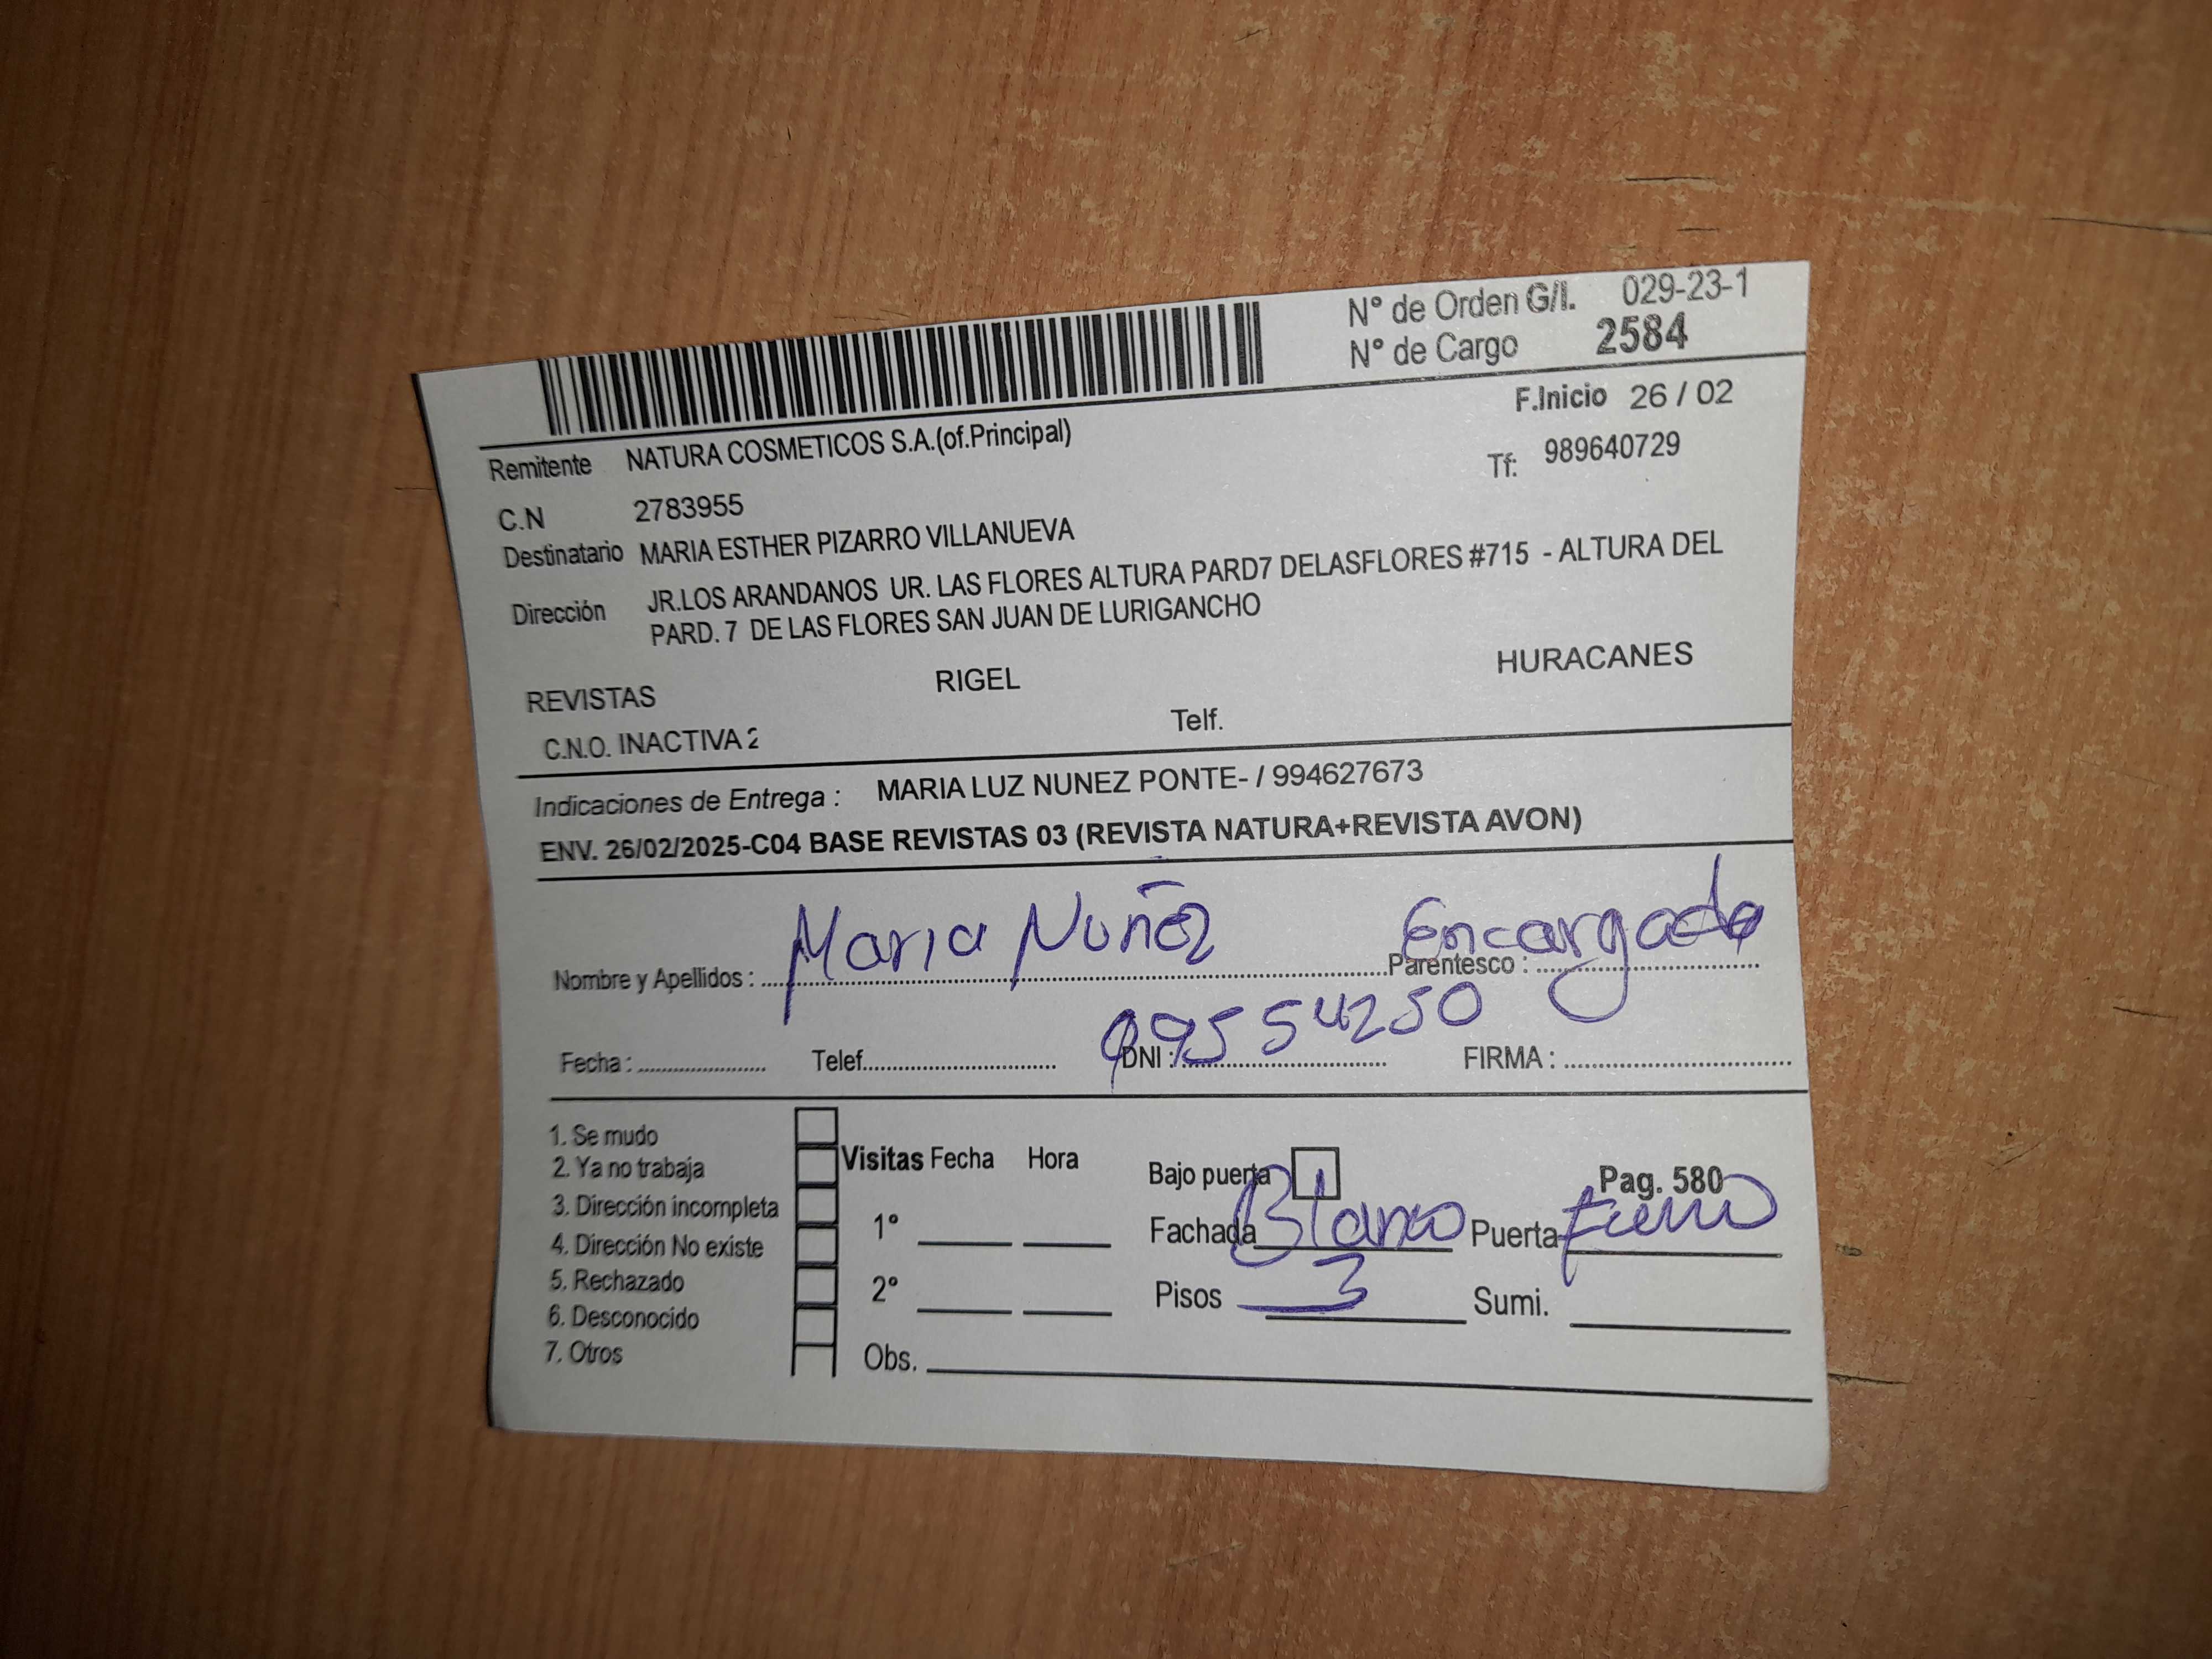 N° de Orden G/I. 029-23-1
N° de Cargo 2584
F.Inicio 26 / 02
Remitente NATURA COSMETICOS S.A.(of.Principal)
Tf: 989640729
C.N 2783955
Destinatario MARIA ESTHER PIZARRO VILLANUEVA
Dirección JR.LOS ARANDANOS UR. LAS FLORES ALTURA PARD7 DELASFLORES #715 - ALTURA DEL
PARD. 7 DE LAS FLORES SAN JUAN DE LURIGANCHO
REVISTAS RIGEL HURACANES
C.N.O. INACTIVA 2 Telf.
Indicaciones de Entrega : MARIA LUZ NUNEZ PONTE- / 994627673
ENV. 26/02/2025-C04 BASE REVISTAS 03 (REVISTA NATURA+REVISTA AVON)
Nombre y Apellidos : Maria Nuñez Parentesco : Encargada
Fecha : Telef. DNI : 09554250 FIRMA :
1. Se mudo
2. Ya no trabaja
3. Dirección incompleta
4. Dirección No existe
5. Rechazado
6. Desconocido
7. Otros
Visitas Fecha Hora
1°
2°
Obs.
Bajo puerta Pag. 580
Fachada Blanco Puerta fierro
Pisos 3 Sumi.